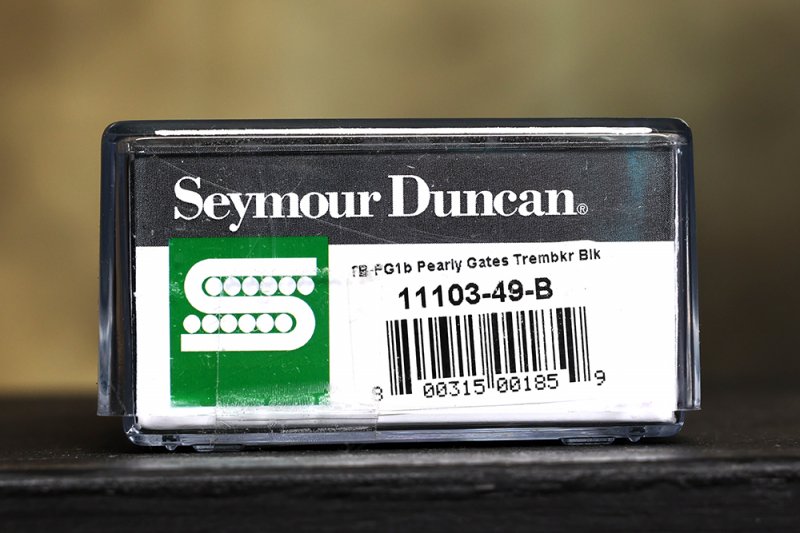 Seymour Duncan®
TB-PG1b Pearly Gates Trembkr Blk
11103-49-B
8 00315 00185 9